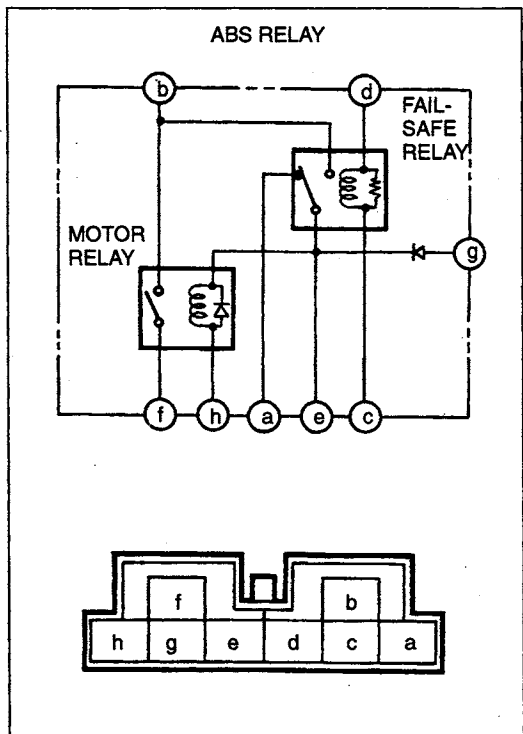 ABS RELAY
b
d
FAIL-
SAFE
RELAY
MOTOR
RELAY
g
f h a e c
f b
h g e d c a